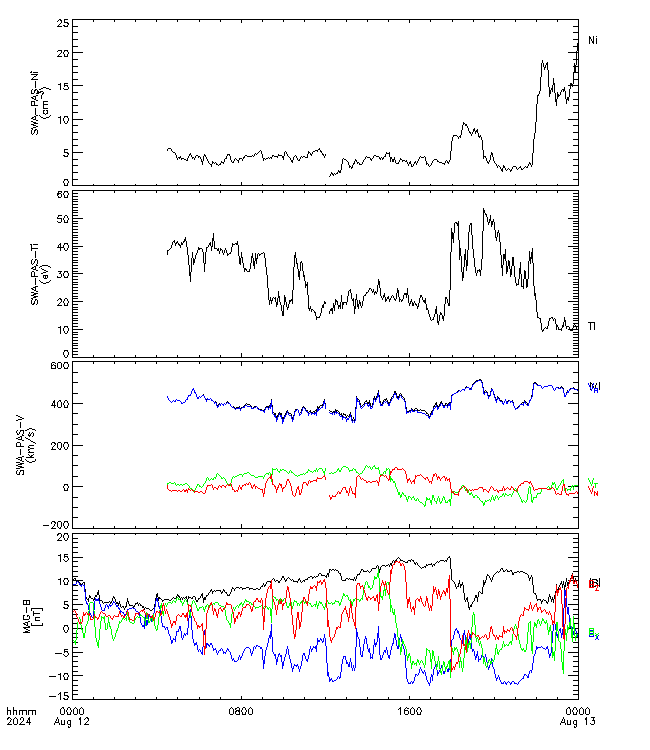 25
20
15
10
5
0
SWA-PAS-Ni
(cm⁻³)
Ni
60
50
40
30
20
10
0
SWA-PAS-Ti
(eV)
TI
600
400
200
0
-200
SWA-PAS-V
(km/s)
V_T
V_N
20
15
10
5
0
-5
-10
-15
MAG-B
[nT]
|B|
hhmm
2024
0000
Aug 12
0800
1600
0000
Aug 13